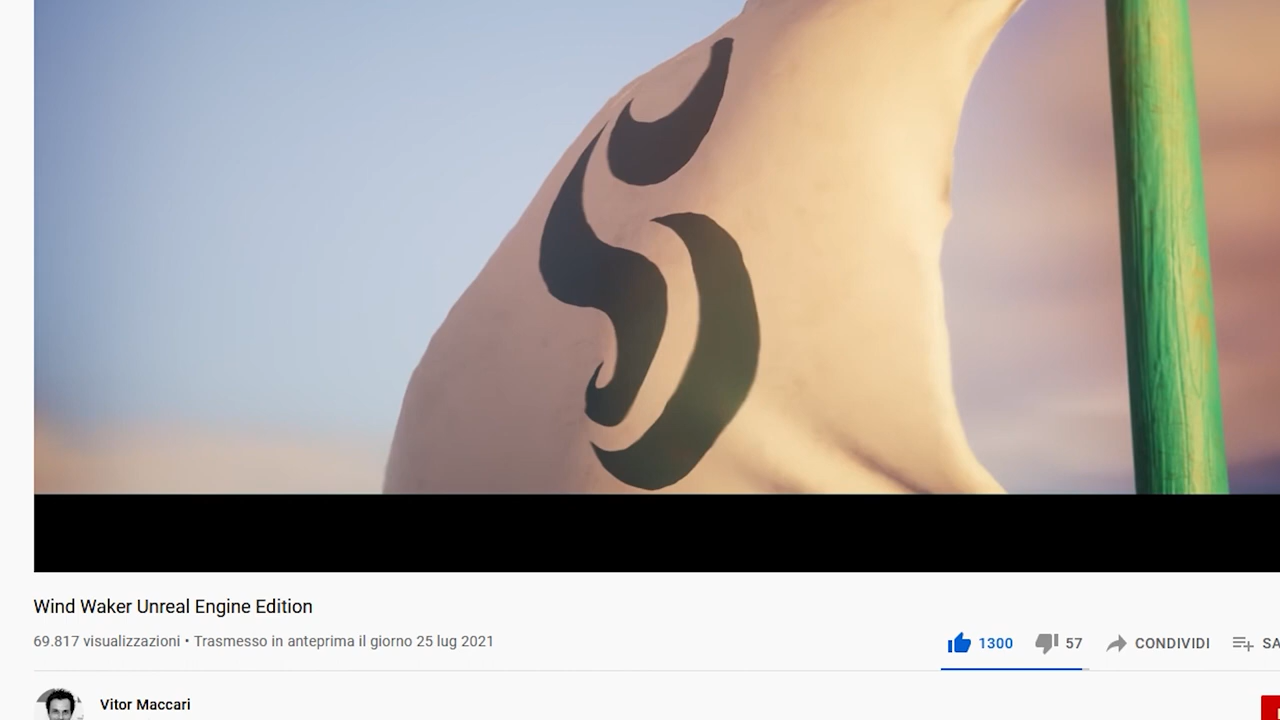 Wind Waker Unreal Engine Edition
69.817 visualizzazioni • Trasmesso in anteprima il giorno 25 lug 2021
1300 57 CONDIVIDI SA
Vitor Maccari